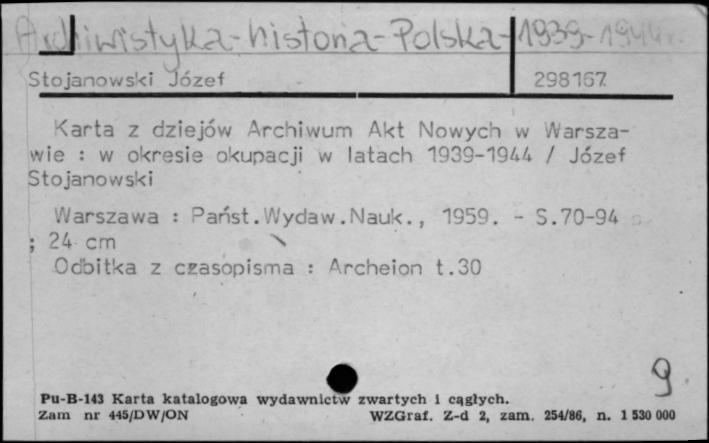 Archiwistyka-historia-Polska-1939-1944 r.
Stojanowski Józef 298167
Karta z dziejów Archiwum Akt Nowych w Warsza-
wie : w okresie okupacji w latach 1939-1944 / Józef
Stojanowski
Warszawa : Państ.Wydaw.Nauk., 1959. - S.70-94
; 24 cm
Odbitka z czasopisma : Archeion t.30
9
Pu-B-143 Karta katalogowa wydawnictw zwartych i ciągłych.
Zam nr 445/DW/ON WZGraf. Z-d 2, zam. 254/86, n. 1 530 000